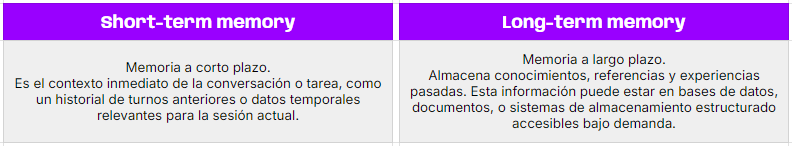 Short-term memory
Memoria a corto plazo.
Es el contexto inmediato de la conversación o tarea, como
un historial de turnos anteriores o datos temporales
relevantes para la sesión actual.
Long-term memory
Memoria a largo plazo.
Almacena conocimientos, referencias y experiencias
pasadas. Esta información puede estar en bases de datos,
documentos, o sistemas de almacenamiento estructurado
accesibles bajo demanda.